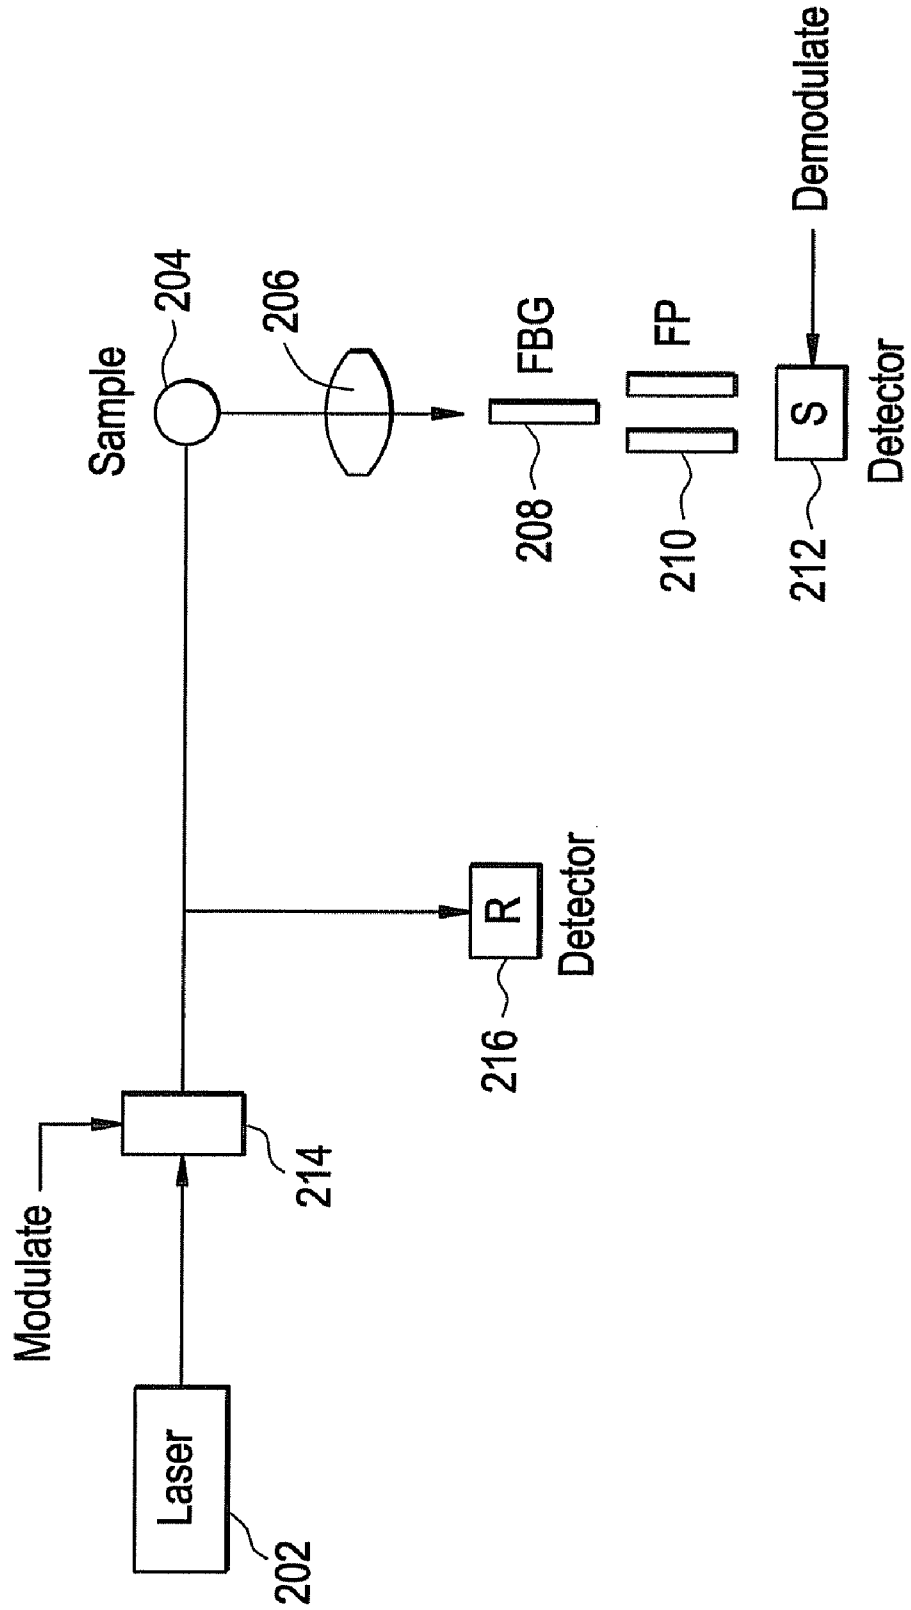 Modulate
Sample
204
206
Laser
202
214
R
216
Detector
FBG
208
FP
210
S
212
Detector
Demodulate